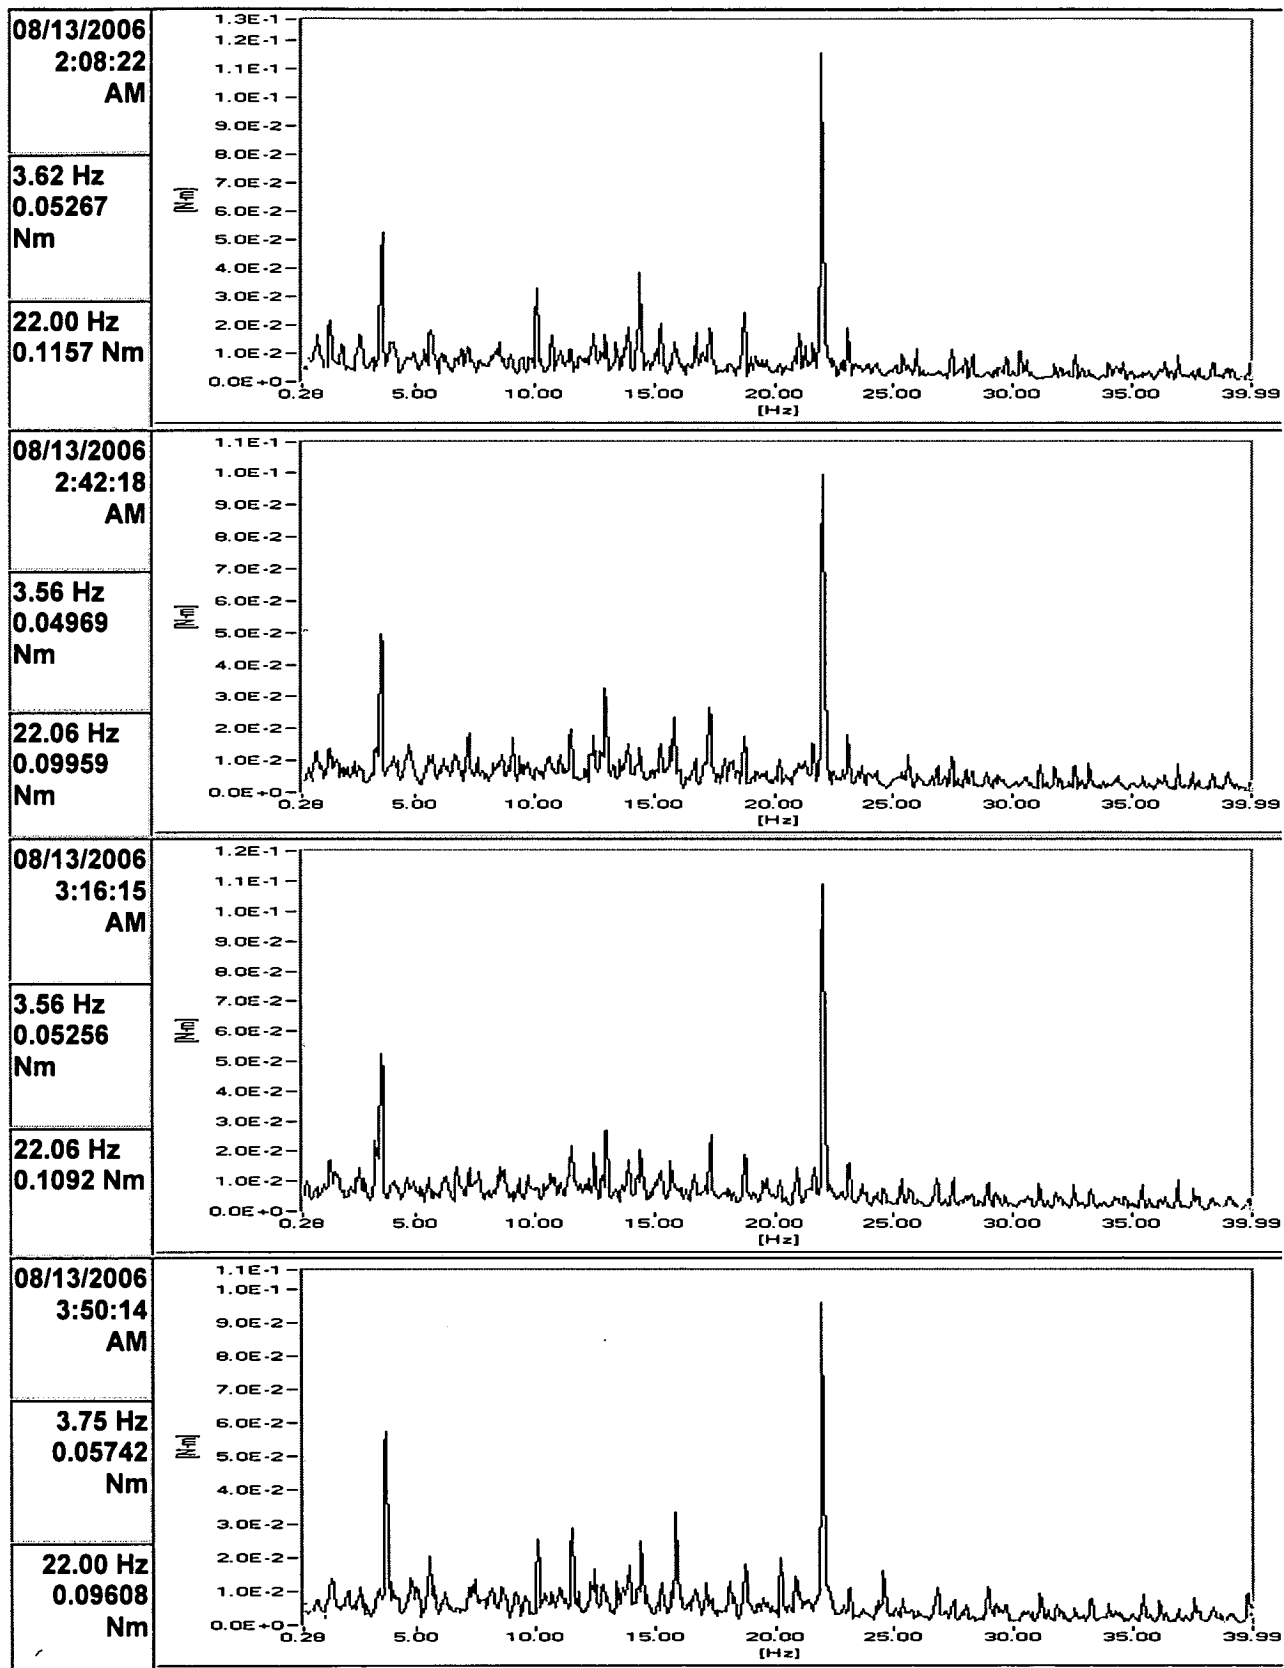 08/13/2006
2:08:22
AM
3.62 Hz
0.05267
Nm
22.00 Hz
0.1157 Nm
1.3E-1
1.2E-1
1.1E-1
1.0E-1
9.0E-2
8.0E-2
7.0E-2
6.0E-2
5.0E-2
4.0E-2
3.0E-2
2.0E-2
1.0E-2
0.0E+0
[N-m]
0.28 5.00 10.00 15.00 20.00 25.00 30.00 35.00 39.99
[Hz]
08/13/2006
2:42:18
AM
3.56 Hz
0.04969
Nm
22.06 Hz
0.09959
Nm
1.1E-1
1.0E-1
9.0E-2
8.0E-2
7.0E-2
6.0E-2
5.0E-2
4.0E-2
3.0E-2
2.0E-2
1.0E-2
0.0E+0
[N-m]
0.28 5.00 10.00 15.00 20.00 25.00 30.00 35.00 39.99
[Hz]
08/13/2006
3:16:15
AM
3.56 Hz
0.05256
Nm
22.06 Hz
0.1092 Nm
1.2E-1
1.1E-1
1.0E-1
9.0E-2
8.0E-2
7.0E-2
6.0E-2
5.0E-2
4.0E-2
3.0E-2
2.0E-2
1.0E-2
0.0E+0
[N-m]
0.28 5.00 10.00 15.00 20.00 25.00 30.00 35.00 39.99
[Hz]
08/13/2006
3:50:14
AM
3.75 Hz
0.05742
Nm
22.00 Hz
0.09608
Nm
1.1E-1
1.0E-1
9.0E-2
8.0E-2
7.0E-2
6.0E-2
5.0E-2
4.0E-2
3.0E-2
2.0E-2
1.0E-2
0.0E+0
[N-m]
0.28 5.00 10.00 15.00 20.00 25.00 30.00 35.00 39.99
[Hz]